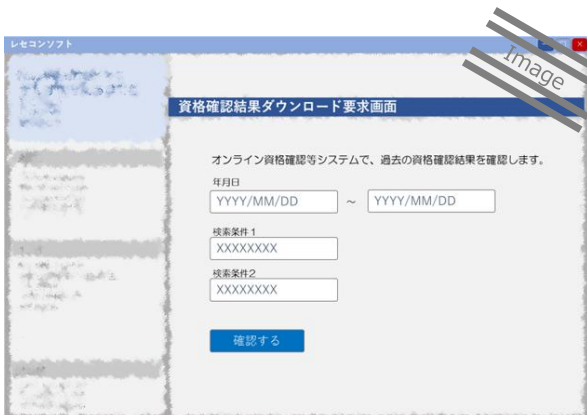 レセコンソフト
Image
資格確認結果ダウンロード要求画面
オンライン資格確認等システムで、過去の資格確認結果を確認します。
年月日
YYYY/MM/DD ～ YYYY/MM/DD
検索条件1
XXXXXXXX
検索条件2
XXXXXXXX
確認する